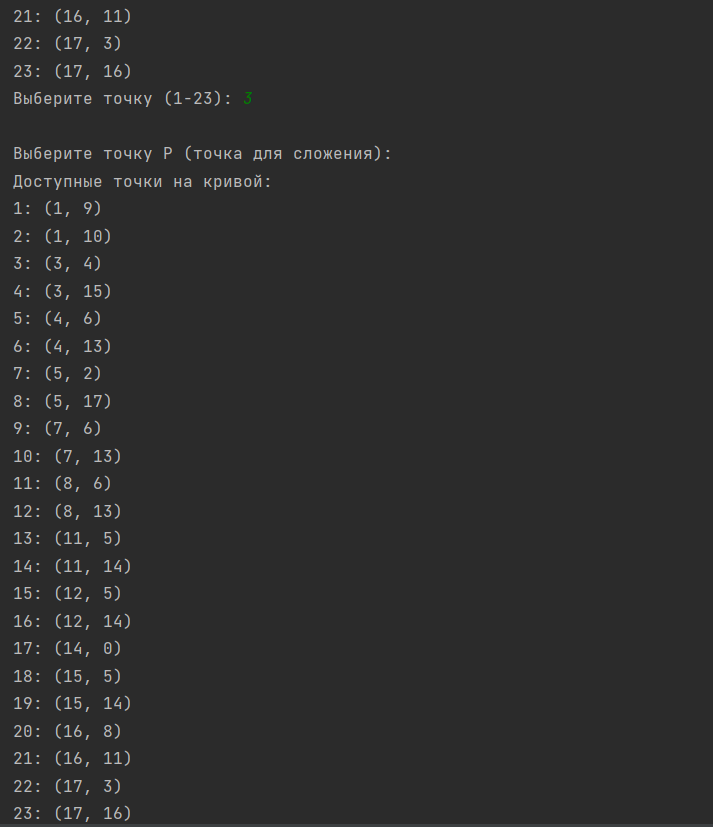 21: (16, 11)
22: (17, 3)
23: (17, 16)
Выберите точку (1-23): 3
Выберите точку P (точка для сложения):
Доступные точки на кривой:
1: (1, 9)
2: (1, 10)
3: (3, 4)
4: (3, 15)
5: (4, 6)
6: (4, 13)
7: (5, 2)
8: (5, 17)
9: (7, 6)
10: (7, 13)
11: (8, 6)
12: (8, 13)
13: (11, 5)
14: (11, 14)
15: (12, 5)
16: (12, 14)
17: (14, 0)
18: (15, 5)
19: (15, 14)
20: (16, 8)
21: (16, 11)
22: (17, 3)
23: (17, 16)